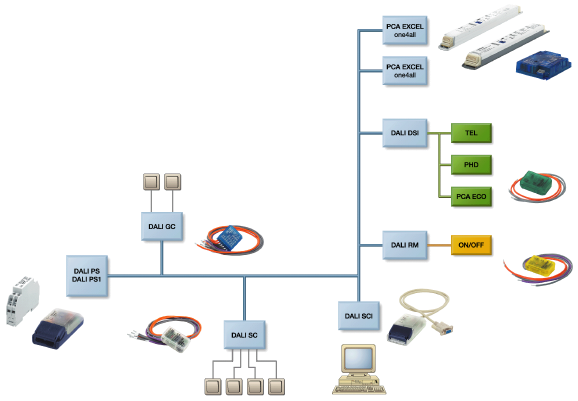 PCA EXCEL
one4all
PCA EXCEL
one4all
DALI DSI
TEL
PHD
PCA ECO
DALI GC
DALI RM
ON/OFF
DALI PS
DALI PS1
DALI SC
DALI SCI